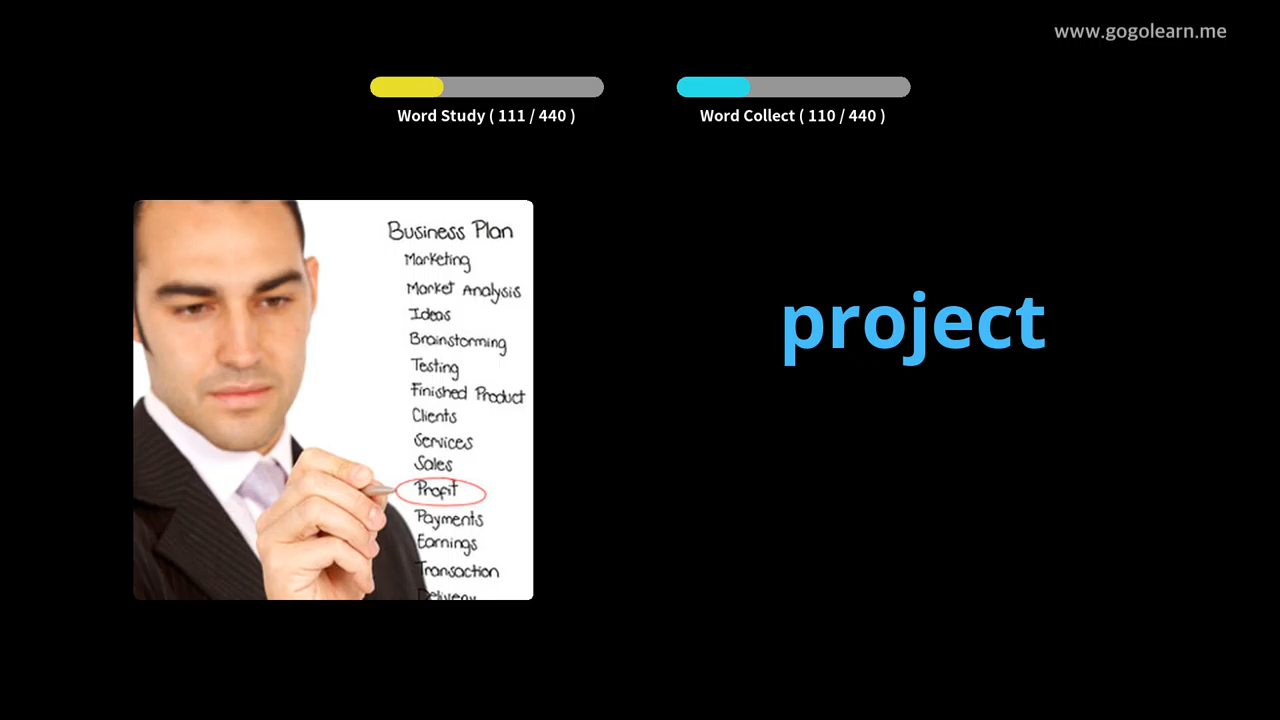 www.gogolearn.me
Word Study ( 111 / 440 )
Word Collect ( 110 / 440 )
Business Plan
Marketing
Market Analysis
Ideas
Brainstorming
Testing
Finished Product
Clients
Services
Sales
Profit
Payments
Earnings
Transaction
Delivery
project